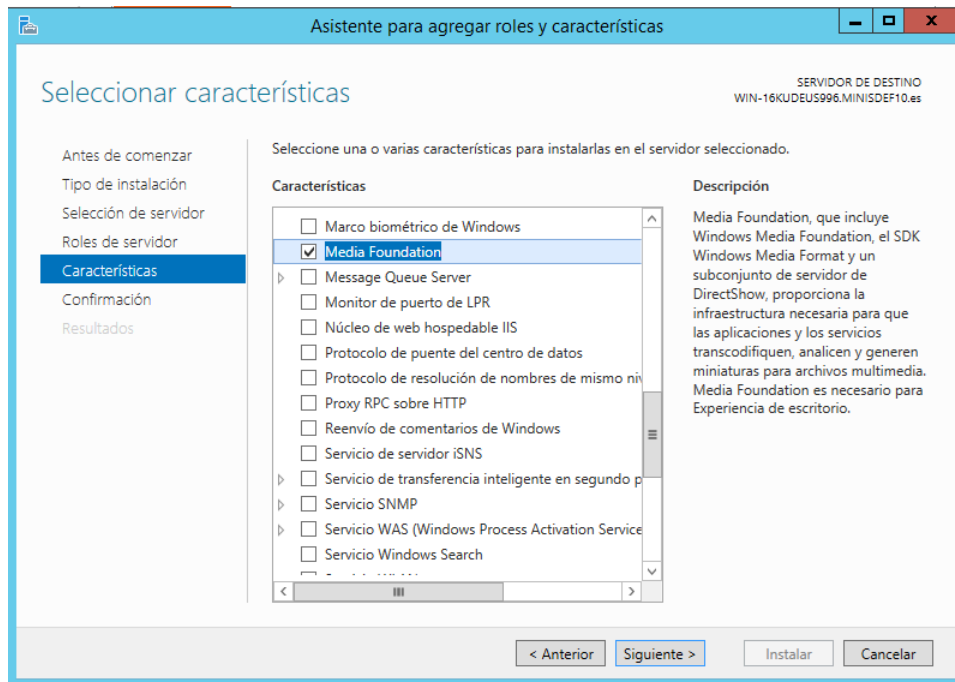 Asistente para agregar roles y características
Seleccionar características
SERVIDOR DE DESTINO
WIN-16KUDEUS996.MINISDEF10.es
Antes de comenzar
Tipo de instalación
Selección de servidor
Roles de servidor
Características
Confirmación
Resultados
Seleccione una o varias características para instalarlas en el servidor seleccionado.
Características
Marco biométrico de Windows
Media Foundation
Message Queue Server
Monitor de puerto de LPR
Núcleo de web hospedable IIS
Protocolo de puente del centro de datos
Protocolo de resolución de nombres de mismo niv
Proxy RPC sobre HTTP
Reenvío de comentarios de Windows
Servicio de servidor iSNS
Servicio de transferencia inteligente en segundo p
Servicio SNMP
Servicio WAS (Windows Process Activation Service
Servicio Windows Search
Descripción
Media Foundation, que incluye
Windows Media Foundation, el SDK
Windows Media Format y un
subconjunto de servidor de
DirectShow, proporciona la
infraestructura necesaria para que
las aplicaciones y los servicios
transcodifiquen, analicen y generen
miniaturas para archivos multimedia.
Media Foundation es necesario para
Experiencia de escritorio.
< Anterior
Siguiente >
Instalar
Cancelar